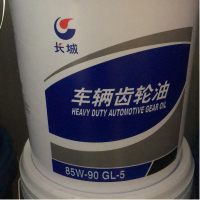 长城
车辆齿轮油
HEAVY DUTY AUTOMOTIVE GEAR OIL
85W-90 GL-5